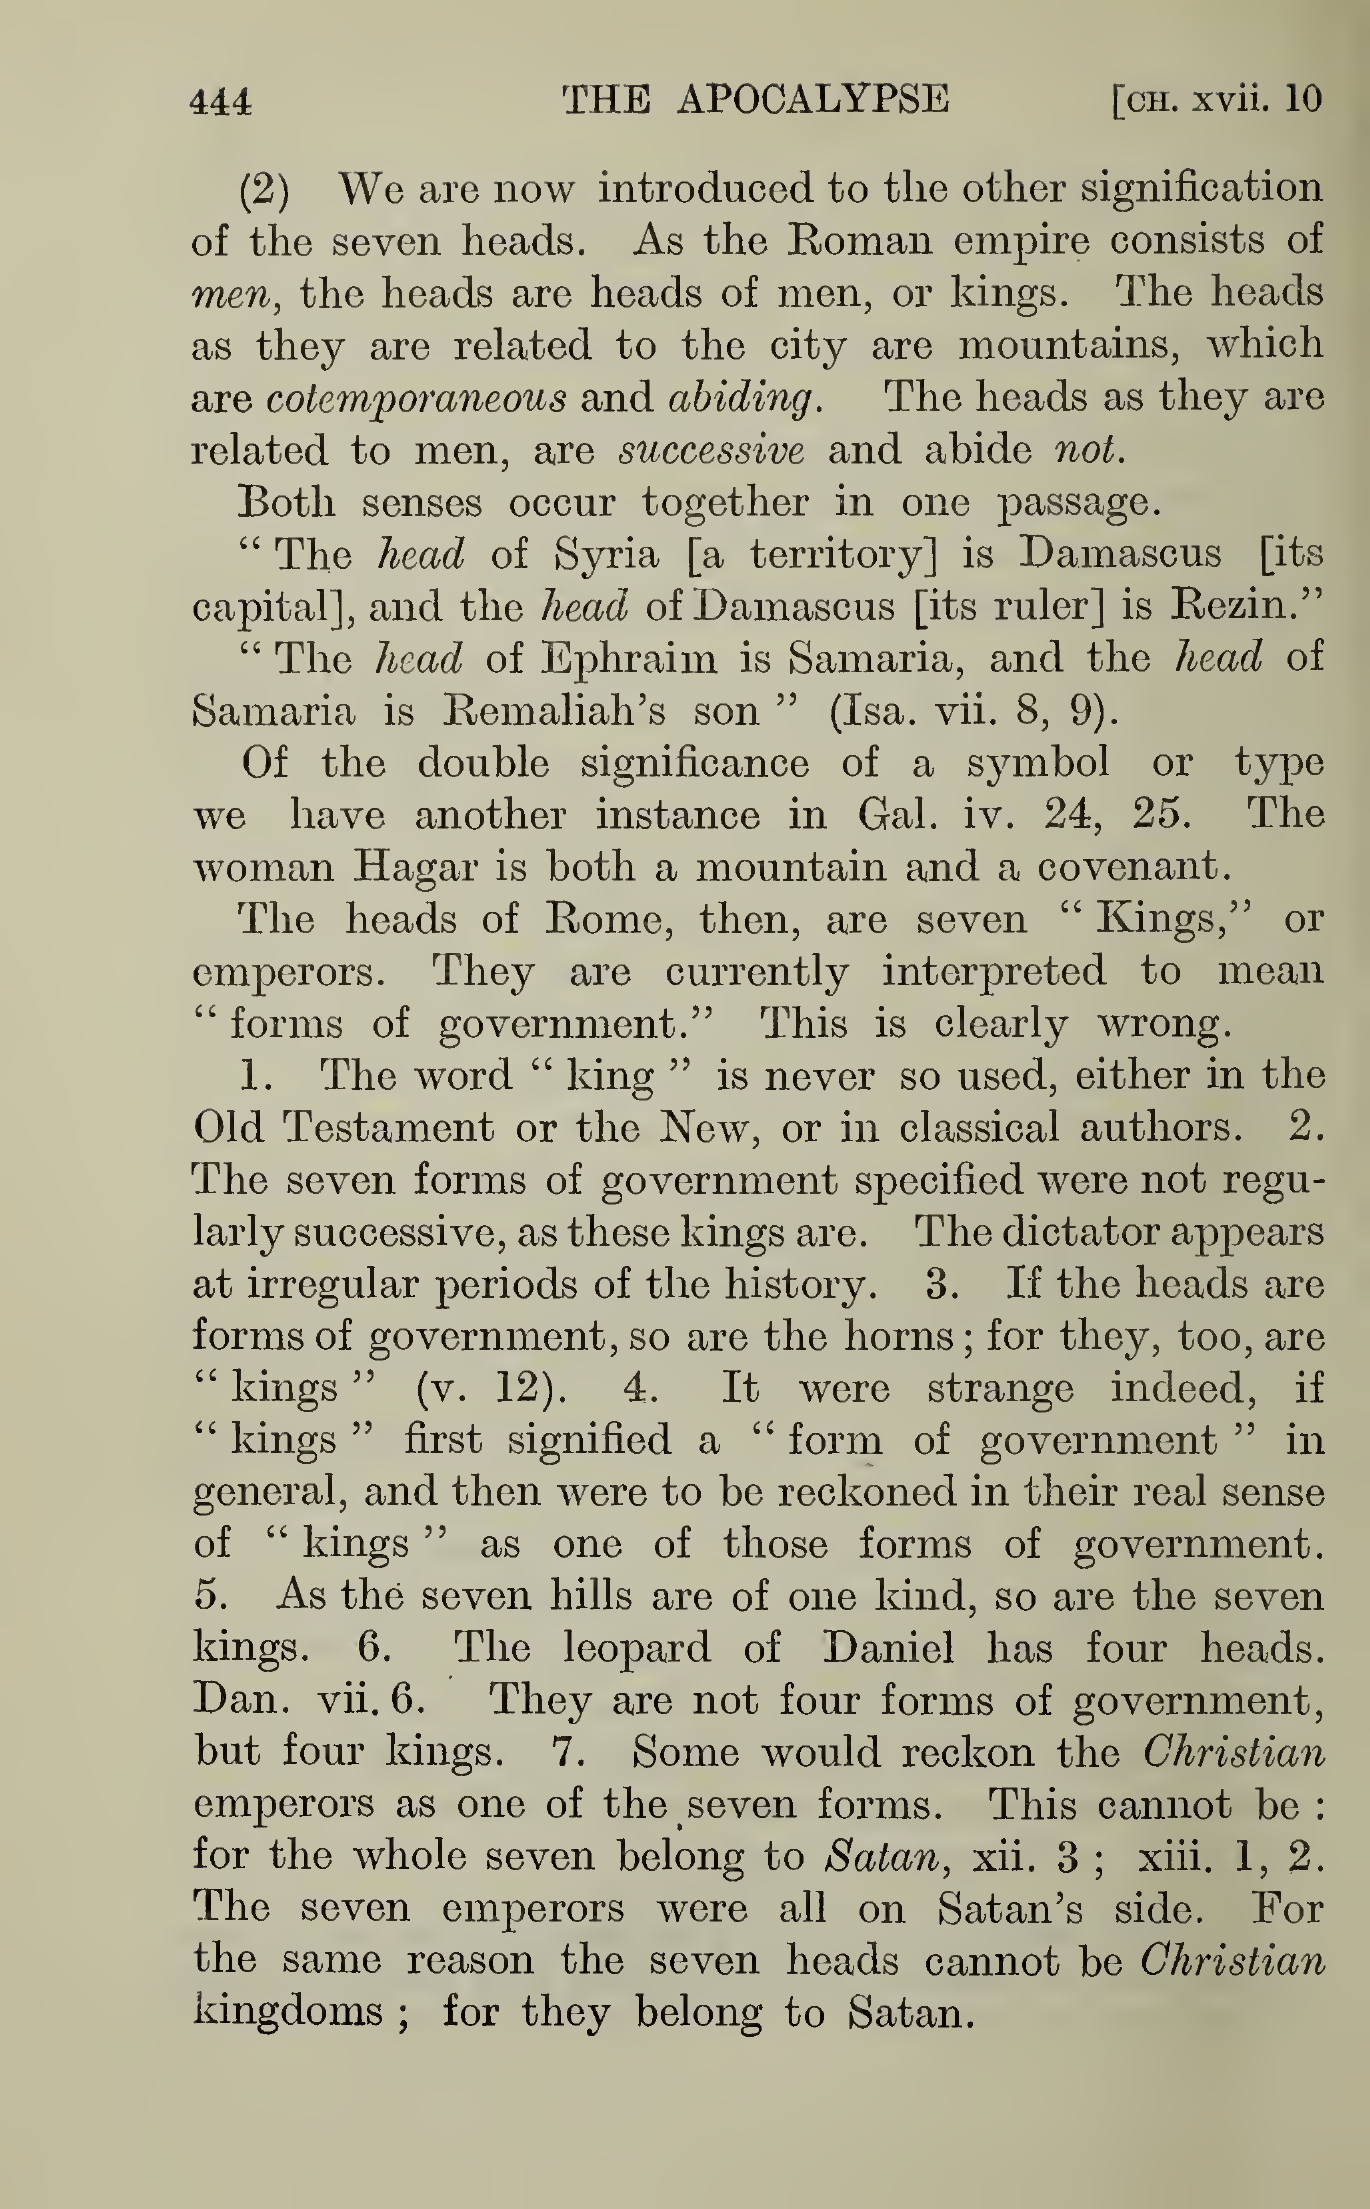 444 THE APOCALYPSE [CH. xvii. 10
(2) We are now introduced to the other signification
of the seven heads. As the Roman empire consists of
men, the heads are heads of men, or kings. The heads
as they are related to the city are mountains, which
are cotemporaneous and abiding. The heads as they are
related to men, are successive and abide not.
Both senses occur together in one passage.
“ The head of Syria [a territory] is Damascus [its
capital], and the head of Damascus [its ruler] is Rezin.”
“ The head of Ephraim is Samaria, and the head of
Samaria is Remaliah’s son ” (Isa. vii. 8, 9).
Of the double significance of a symbol or type
we have another instance in Gal. iv. 24, 25. The
woman Hagar is both a mountain and a covenant.
The heads of Rome, then, are seven “ Kings,” or
emperors. They are currently interpreted to mean
“ forms of government.” This is clearly wrong.
1. The word “ king ” is never so used, either in the
Old Testament or the New, or in classical authors. 2.
The seven forms of government specified were not regu-
larly successive, as these kings are. The dictator appears
at irregular periods of the history. 3. If the heads are
forms of government, so are the horns ; for they, too, are
“ kings ” (v. 12). 4. It were strange indeed, if
“ kings ” first signified a “ form of government ” in
general, and then were to be reckoned in their real sense
of “ kings ” as one of those forms of government.
5. As the seven hills are of one kind, so are the seven
kings. 6. The leopard of Daniel has four heads.
Dan. vii. 6. They are not four forms of government,
but four kings. 7. Some would reckon the Christian
emperors as one of the seven forms. This cannot be :
for the whole seven belong to Satan, xii. 3 ; xiii. 1, 2.
The seven emperors were all on Satan’s side. For
the same reason the seven heads cannot be Christian
kingdoms ; for they belong to Satan.